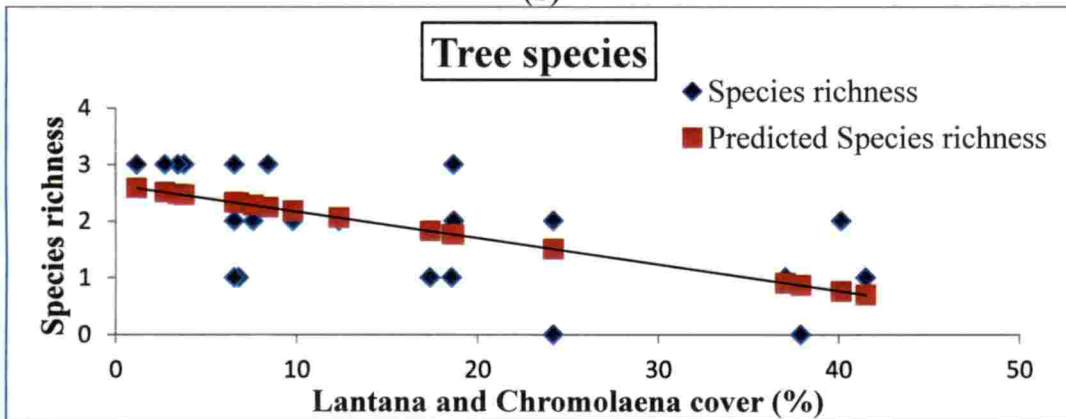 Tree species
Species richness
Predicted Species richness
Species richness
4
3
2
1
0
0 10 20 30 40 50
Lantana and Chromolaena cover (%)